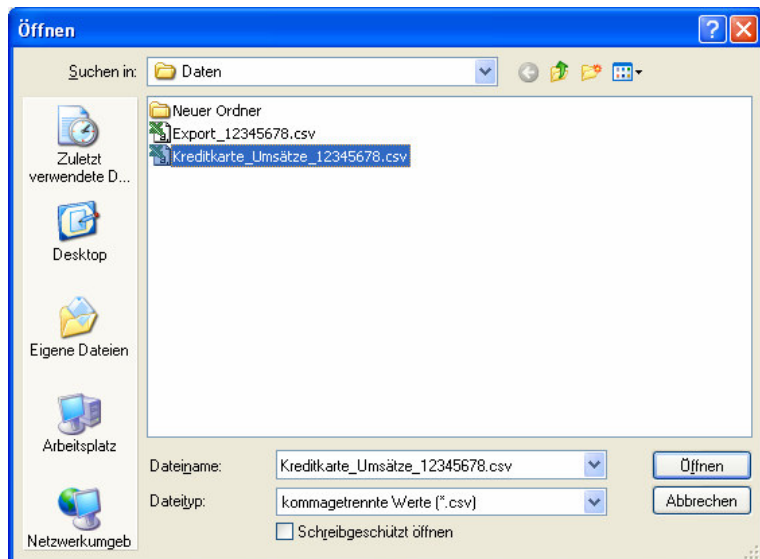 Öffnen
Suchen in:
Daten
Neuer Ordner
Export_12345678.csv
Kreditkarte_Umsätze_12345678.csv
Zuletzt
verwendete D...
Desktop
Eigene Dateien
Arbeitsplatz
Netzwerkumgeb
Dateiname:
Kreditkarte_Umsätze_12345678.csv
Öffnen
Dateityp:
kommagetrennte Werte (*.csv)
Abbrechen
Schreibgeschützt öffnen